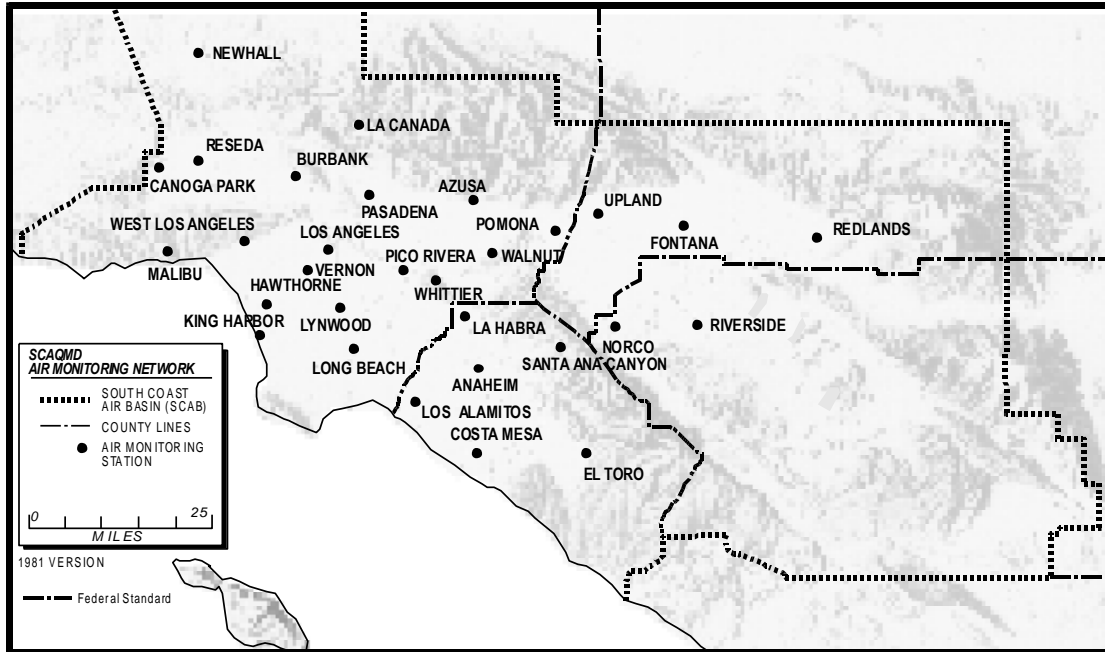 NEWHALL
LA CANADA
RESEDA
BURBANK
CANOGA PARK
AZUSA
PASADENA
UPLAND
WEST LOS ANGELES
LOS ANGELES
POMONA
FONTANA
REDLANDS
PICO RIVERA
WALNUT
MALIBU
VERNON
HAWTHORNE
WHITTIER
KING HARBOR
LYNWOOD
LA HABRA
RIVERSIDE
NORCO
SANTA ANA CANYON
LONG BEACH
ANAHEIM
LOS ALAMITOS
COSTA MESA
EL TORO
SCAQMD
AIR MONITORING NETWORK
SOUTH COAST
AIR BASIN (SCAB)
COUNTY LINES
AIR MONITORING
STATION
0 25
MILES
1981 VERSION
Federal Standard